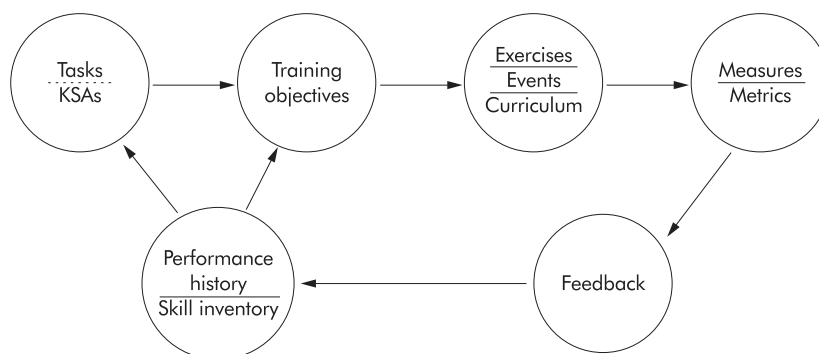 Tasks
KSAs
Training
objectives
Exercises
Events
Curriculum
Measures
Metrics
Performance
history
Skill inventory
Feedback